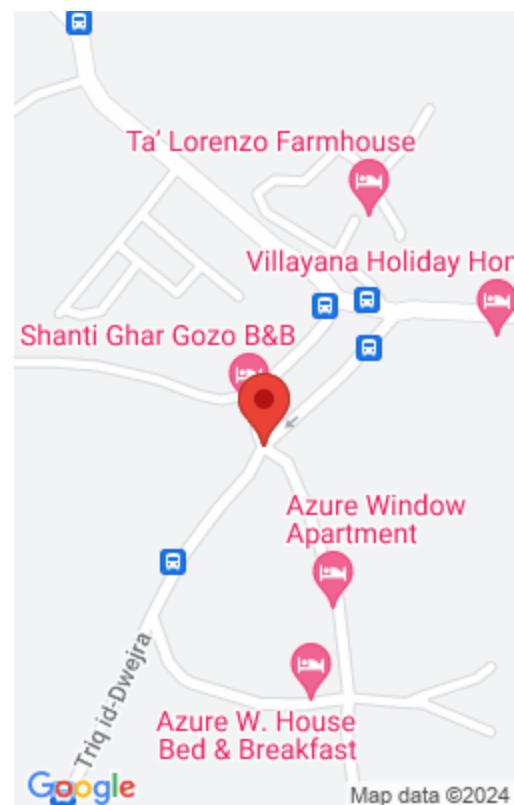 Ta' Lorenzo Farmhouse
Villayana Holiday Hon
Shanti Ghar Gozo B&B
Azure Window
Apartment
Azure W. House
Bed & Breakfast
Triq id-Dwejra
Google
Map data ©2024